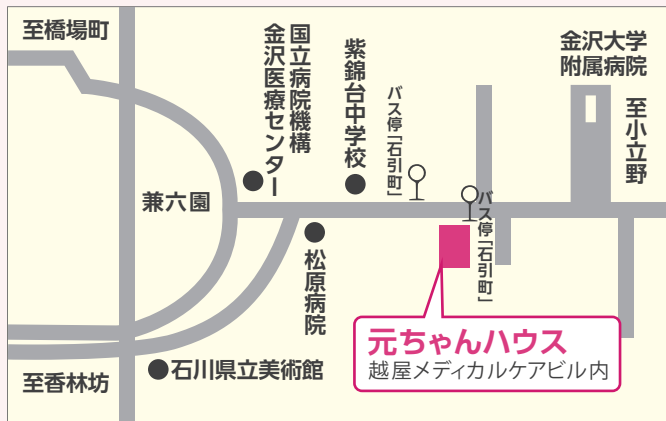 至橋場町
国立病院機構
金沢医療センター
紫錦台中学校
バス停「石引町」
金沢大学
附属病院
至小立野
兼六園
バス停「石引町」
松原病院
元ちゃんハウス
越屋メディカルケアビル内
石川県立美術館
至香林坊